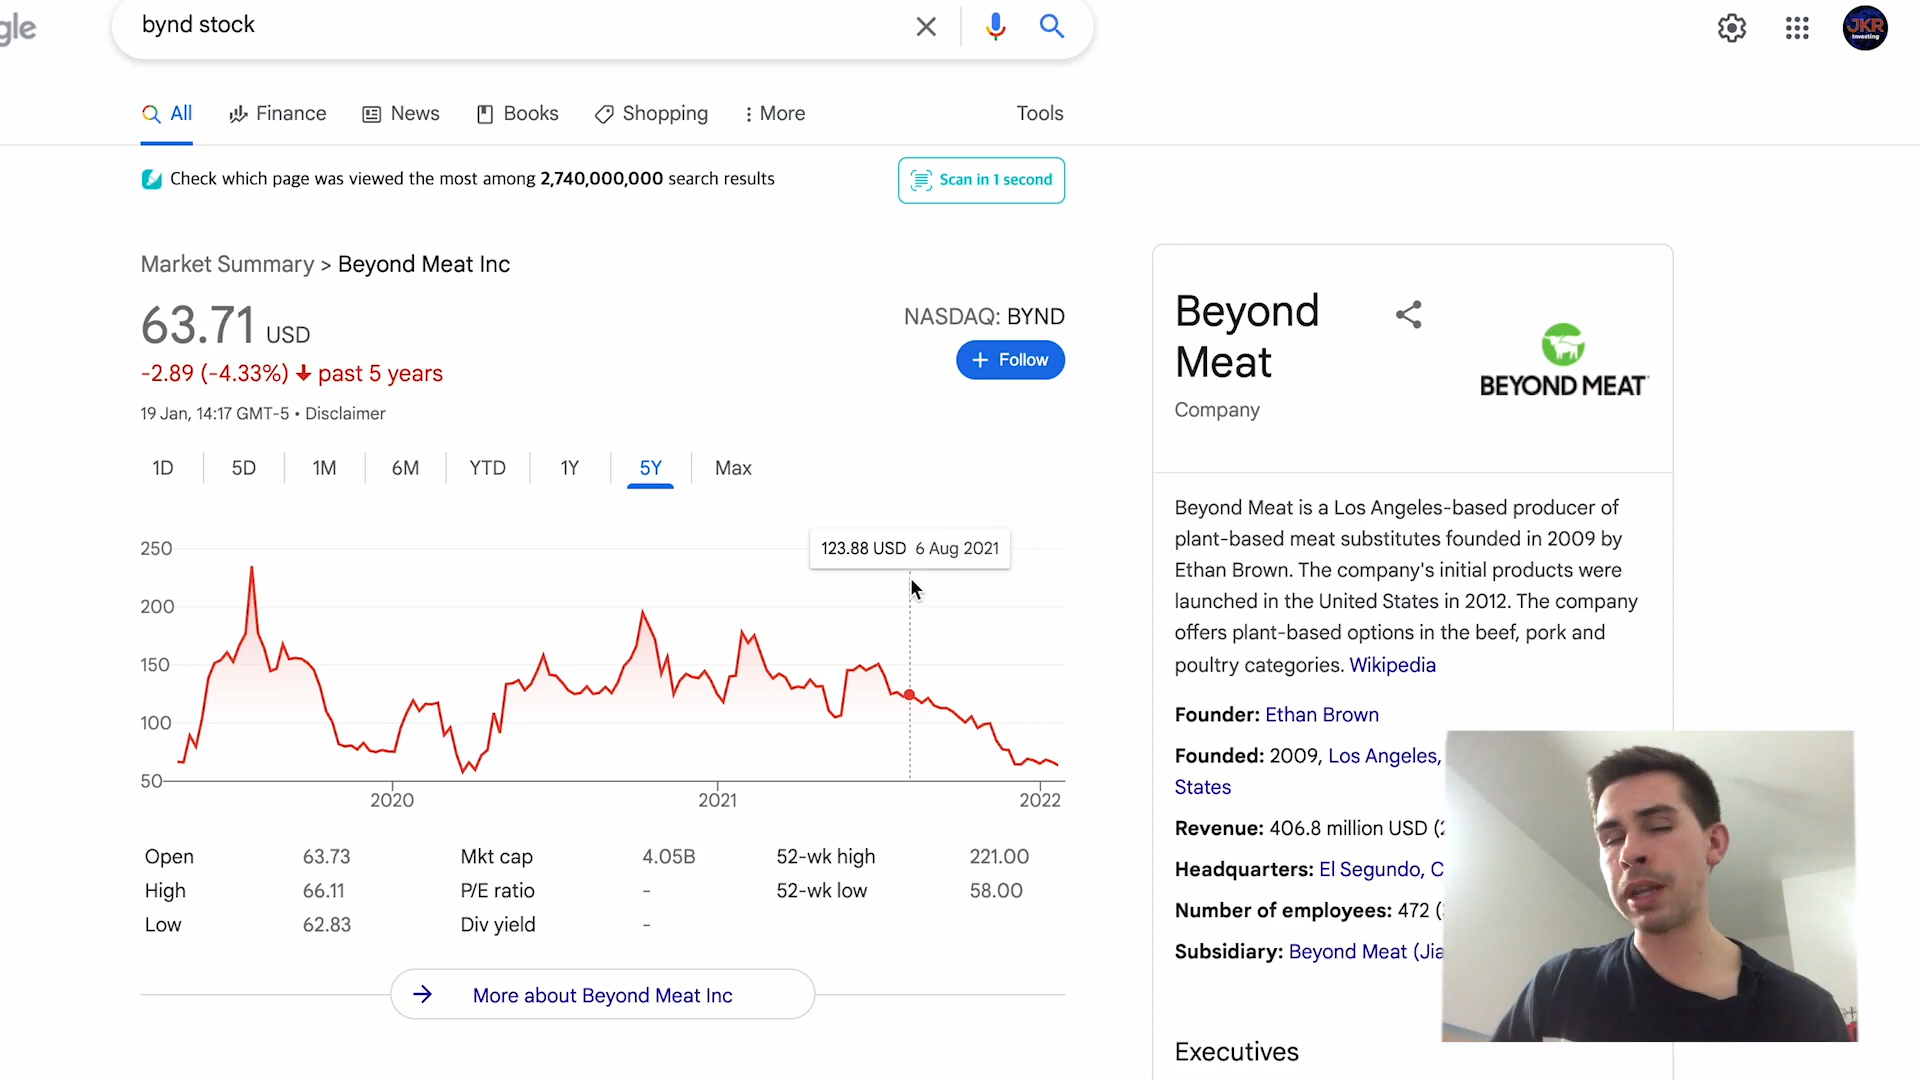 gle
bynd stock
JKR
Investing
All
Finance
News
Books
Shopping
More
Tools
Check which page was viewed the most among 2,740,000,000 search results
Scan in 1 second
Market Summary > Beyond Meat Inc
63.71 USD
-2.89 (-4.33%) past 5 years
19 Jan, 14:17 GMT-5 • Disclaimer
NASDAQ: BYND
+ Follow
1D
5D
1M
6M
YTD
1Y
5Y
Max
123.88 USD 6 Aug 2021
250
200
150
100
50
2020
2021
2022
Open 63.73
High 66.11
Low 62.83
Mkt cap 4.05B
P/E ratio -
Div yield -
52-wk high 221.00
52-wk low 58.00
More about Beyond Meat Inc
Beyond
Meat
Company
BEYOND MEAT
Beyond Meat is a Los Angeles-based producer of
plant-based meat substitutes founded in 2009 by
Ethan Brown. The company's initial products were
launched in the United States in 2012. The company
offers plant-based options in the beef, pork and
poultry categories. Wikipedia
Founder: Ethan Brown
Founded: 2009, Los Angeles,
States
Revenue: 406.8 million USD (
Headquarters: El Segundo, C
Number of employees: 472 (
Subsidiary: Beyond Meat (Jia
Executives